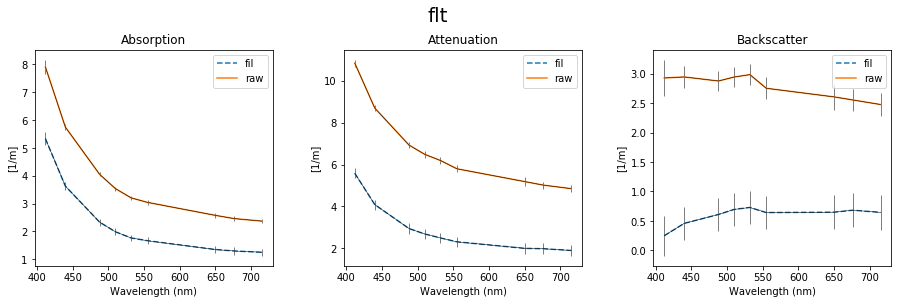 flt
Absorption
fil
raw
8
7
6
5
4
3
2
1
[1/m]
400
450
500
550
600
650
700
Wavelength (nm)
Attenuation
fil
raw
10
8
6
4
2
[1/m]
400
450
500
550
600
650
700
Wavelength (nm)
Backscatter
fil
raw
3.0
2.5
2.0
1.5
1.0
0.5
0.0
[1/m]
400
450
500
550
600
650
700
Wavelength (nm)